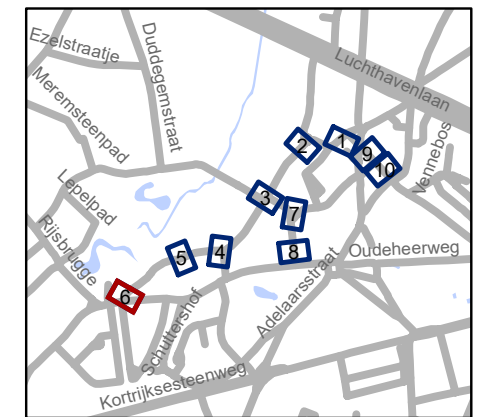 Ezelstraatje
Duddegemstraat
Luchthavenlaan
Meremsteenpad
Vennebos
1
2
9
10
Lepelpad
3
7
Rijsbrugge
5
4
8
Oudeheerweg
6
Schuttershof
Adelaarsstraat
Kortrijksesteenweg